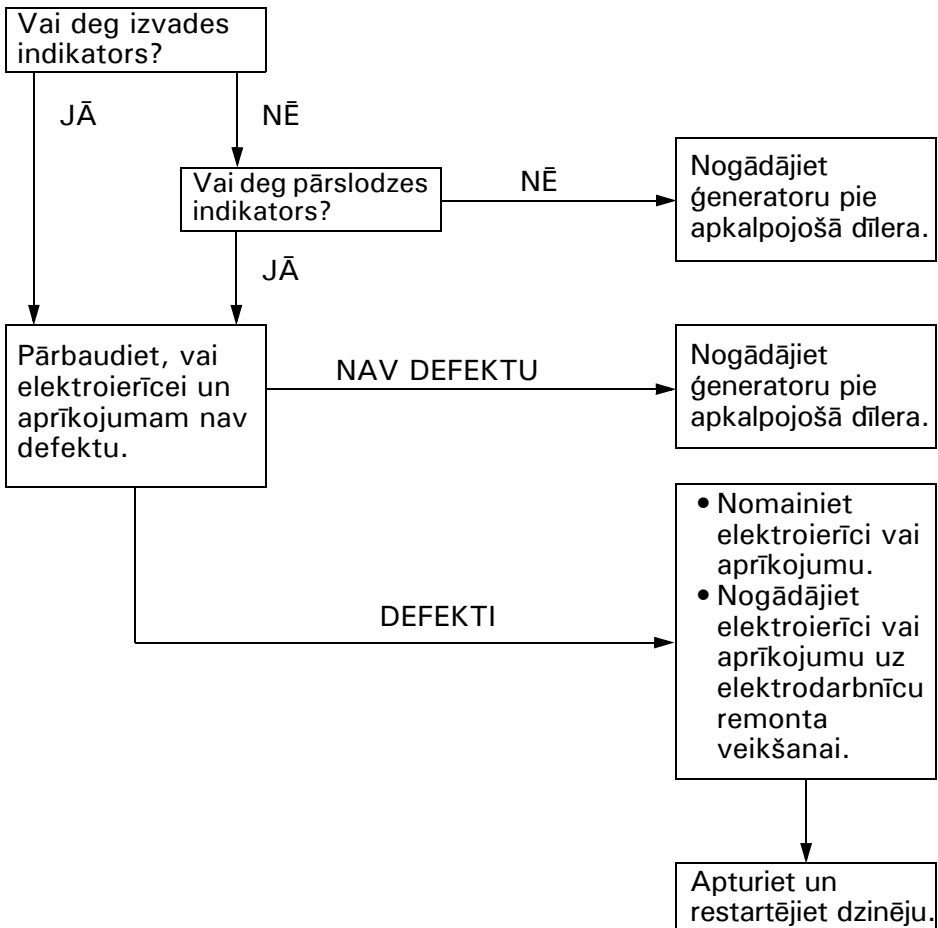 Vai deg izvades
indikators?
JĀ
NĒ
Vai deg pārslodzes
indikators?
NĒ
Nogādājiet
ģeneratoru pie
apkalpojošā dīlera.
JĀ
Pārbaudiet, vai
elektroierīcei un
aprīkojumam nav
defektu.
NAV DEFEKTU
Nogādājiet
ģeneratoru pie
apkalpojošā dīlera.
DEFEKTI
• Nomainiet
elektroierīci vai
aprīkojumu.
• Nogādājiet
elektroierīci vai
aprīkojumu uz
elektrodarbnīcu
remonta
veikšanai.
Apturiet un
restartējiet dzinēju.